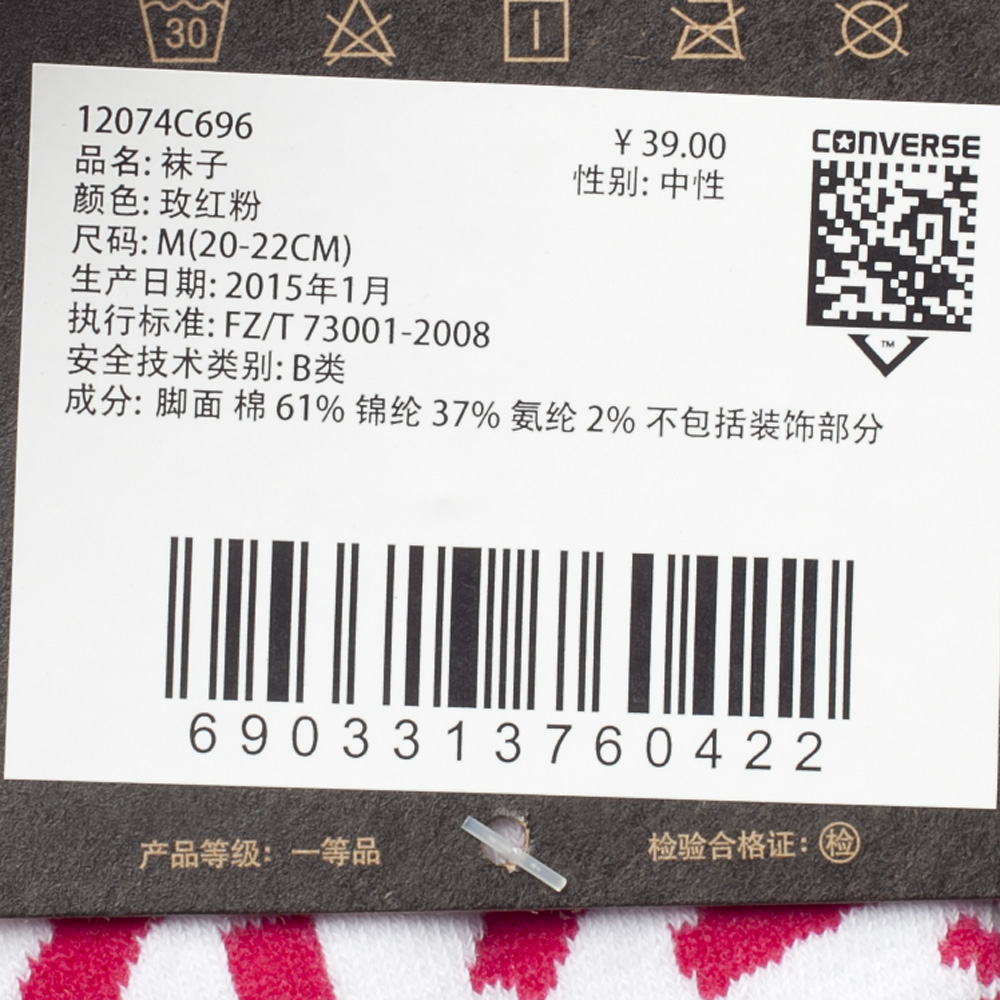 30
12074C696
¥ 39.00
CONVERSE
品名: 袜子
性别: 中性
颜色: 玫红粉
尺码: M(20-22CM)
生产日期: 2015年1月
执行标准: FZ/T 73001-2008
TM
安全技术类别: B类
成分: 脚面 棉 61% 锦纶 37% 氨纶 2% 不包括装饰部分
6903313760422
产品等级: 一等品
检验合格证: 检